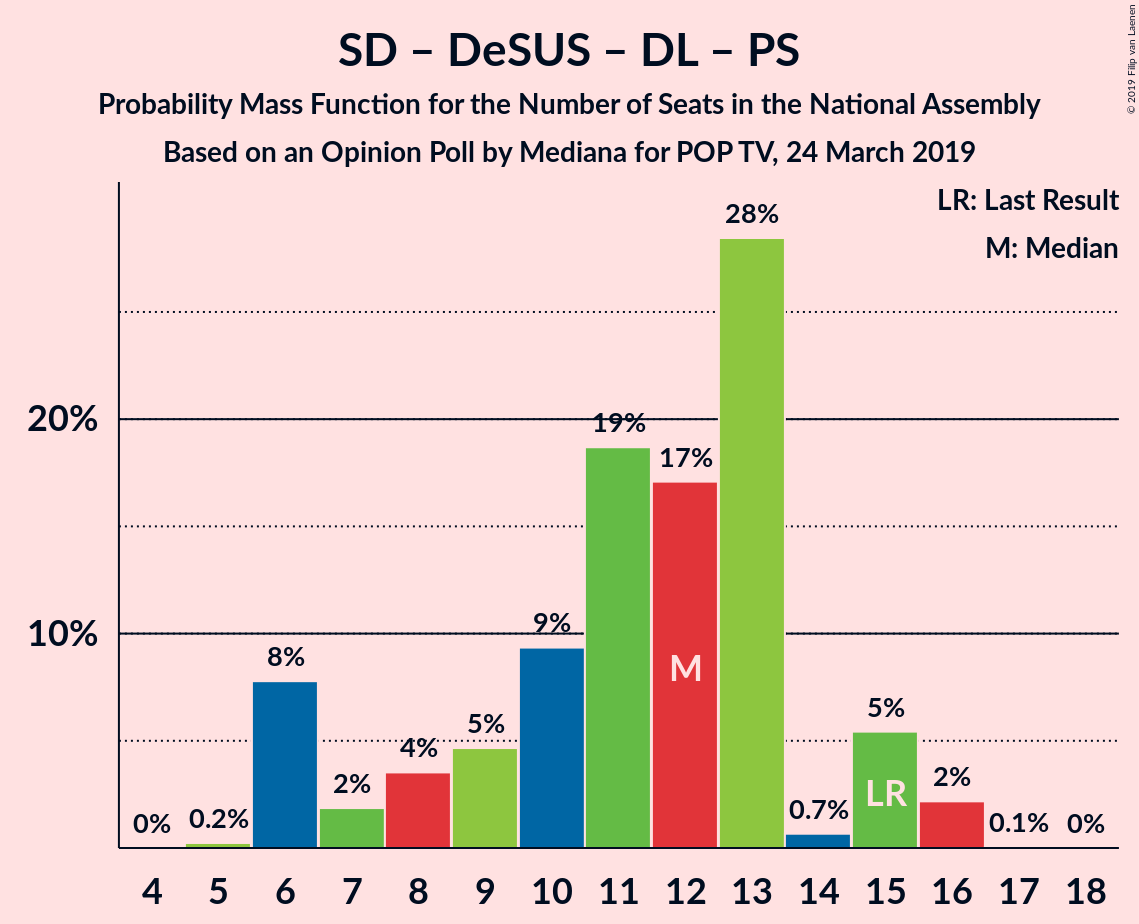 SD – DeSUS – DL – PS
Probability Mass Function for the Number of Seats in the National Assembly
Based on an Opinion Poll by Mediana for POP TV, 24 March 2019
© 2019 Filip van Laenen
LR: Last Result
M: Median
28%
20%
19%
17%
10%
9%
8%
M
5%
5%
4%
2%
2%
LR
0%
0.2%
0.7%
0.1%
0%
4 5 6 7 8 9 10 11 12 13 14 15 16 17 18